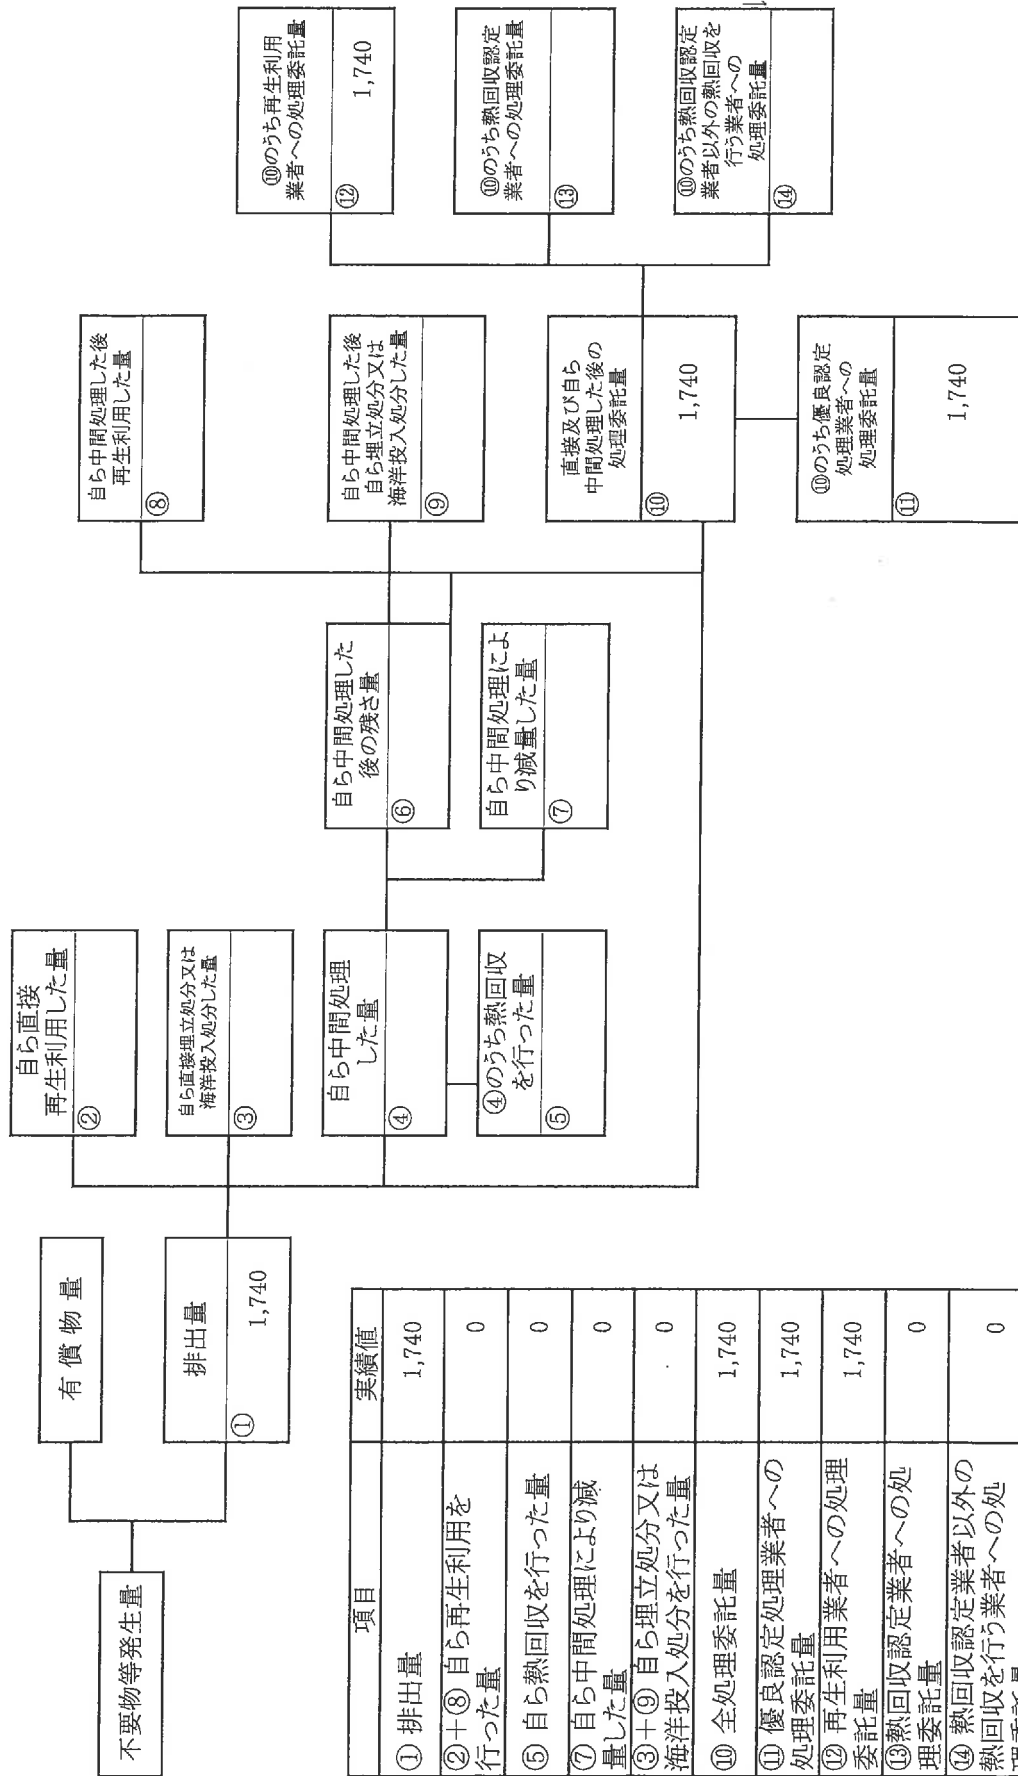 不要物等発生量
有償物量
排出量
①
1,740
自ら直接
再生利用した量
②
自ら直接埋立処分又は
海洋投入処分した量
③
自ら中間処理
した量
④
④のうち熱回収
を行った量
⑤
自ら中間処理した
後の残さ量
⑥
自ら中間処理によ
り減量した量
⑦
自ら中間処理した後
再生利用した量
⑧
自ら中間処理した後
自ら埋立処分又は
海洋投入処分した量
⑨
直接及び自ら
中間処理した後の
処理委託量
⑩
1,740
⑩のうち優良認定
処理業者への
処理委託量
⑪
1,740
⑩のうち再生利用
業者への処理委託量
⑫
1,740
⑩のうち熱回収認定
業者への処理委託量
⑬
⑩のうち熱回収認定
業者以外の熱回収を
行う業者への
処理委託量
⑭
項目 実績値
① 排出量 1,740
②+⑧ 自ら再生利用を
行った量 0
⑤ 自ら熱回収を行った量 0
⑦ 自ら中間処理により減
量した量 0
③+⑨ 自ら埋立処分又は
海洋投入処分を行った量 0
⑩ 全処理委託量 1,740
⑪ 優良認定処理業者への
処理委託量 1,740
⑫ 再生利用業者への処理
委託量 1,740
⑬熱回収認定業者への処
理委託量 0
⑭ 熱回収認定業者以外の
熱回収を行う業者への処
理委託量 0